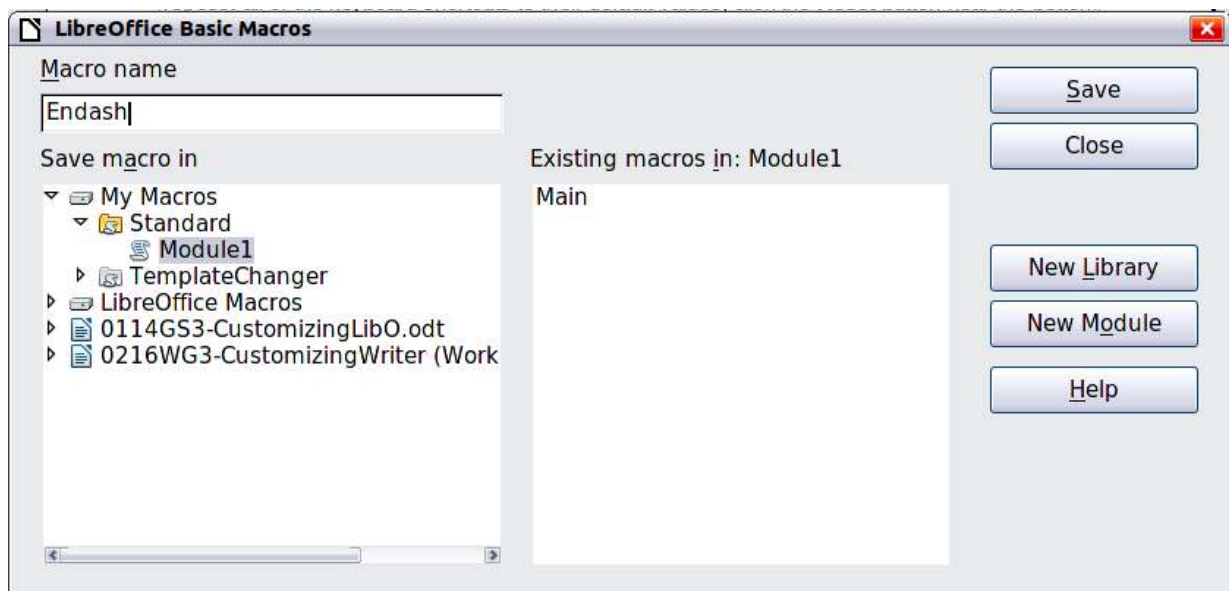 LibreOffice Basic Macros
Macro name
Endash
Save
Close
Save macro in
Existing macros in: Module1
My Macros
Standard
Module1
TemplateChanger
LibreOffice Macros
0114GS3-CustomizingLibO.odt
0216WG3-CustomizingWriter (Work
Main
New Library
New Module
Help